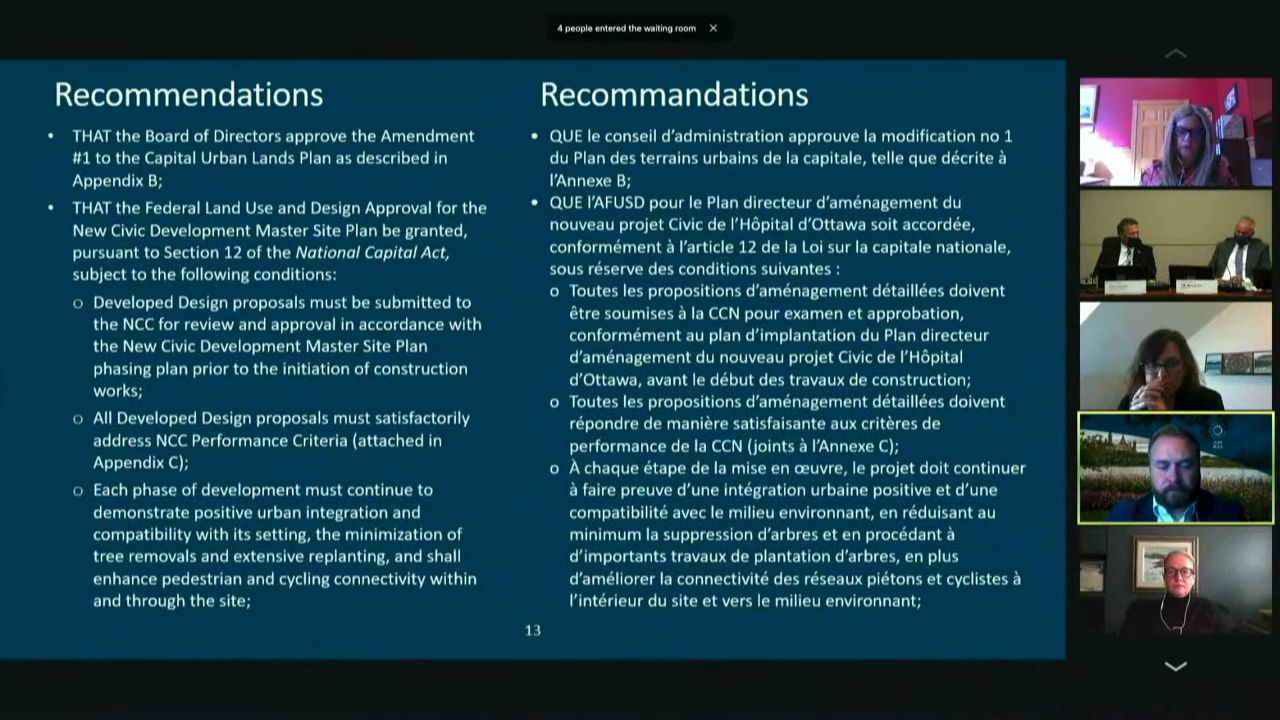 4 people entered the waiting room
Recommendations
• THAT the Board of Directors approve the Amendment
#1 to the Capital Urban Lands Plan as described in
Appendix B;
• THAT the Federal Land Use and Design Approval for the
New Civic Development Master Site Plan be granted,
pursuant to Section 12 of the National Capital Act,
subject to the following conditions:
o Developed Design proposals must be submitted to
the NCC for review and approval in accordance with
the New Civic Development Master Site Plan
phasing plan prior to the initiation of construction
works;
o All Developed Design proposals must satisfactorily
address NCC Performance Criteria (attached in
Appendix C);
o Each phase of development must continue to
demonstrate positive urban integration and
compatibility with its setting, the minimization of
tree removals and extensive replanting, and shall
enhance pedestrian and cycling connectivity within
and through the site;
Recommandations
• QUE le conseil d'administration approuve la modification no 1
du Plan des terrains urbains de la capitale, telle que décrite à
l'Annexe B;
• QUE l'AFUSD pour le Plan directeur d'aménagement du
nouveau projet Civic de l'Hôpital d'Ottawa soit accordée,
conformément à l'article 12 de la Loi sur la capitale nationale,
sous réserve des conditions suivantes :
o Toutes les propositions d'aménagement détaillées doivent
être soumises à la CCN pour examen et approbation,
conformément au plan d'implantation du Plan directeur
d'aménagement du nouveau projet Civic de l'Hôpital
d'Ottawa, avant le début des travaux de construction;
o Toutes les propositions d'aménagement détaillées doivent
répondre de manière satisfaisante aux critères de
performance de la CCN (joints à l'Annexe C);
o À chaque étape de la mise en œuvre, le projet doit continuer
à faire preuve d'une intégration urbaine positive et d'une
compatibilité avec le milieu environnant, en réduisant au
minimum la suppression d'arbres et en procédant à
d'importants travaux de plantation d'arbres, en plus
d'améliorer la connectivité des réseaux piétons et cyclistes à
l'intérieur du site et vers le milieu environnant;
13